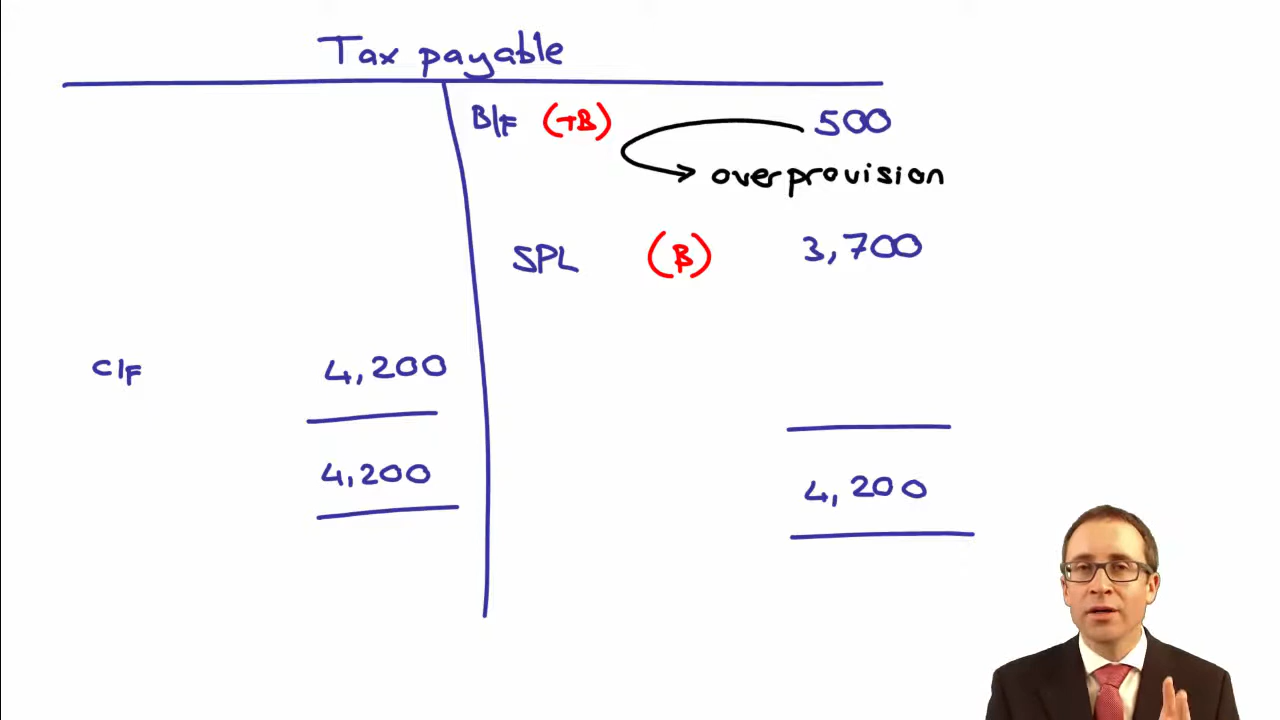 Tax payable
B/F (TB) 500
overprovision
SPL (B) 3,700
C/F 4,200
4,200 4,200